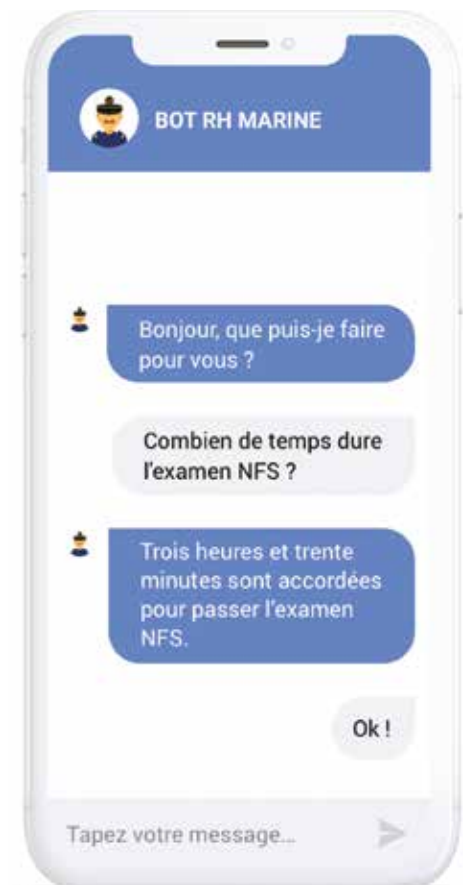 BOT RH MARINE
Bonjour, que puis-je faire
pour vous ?
Combien de temps dure
l'examen NFS ?
Trois heures et trente
minutes sont accordées
pour passer l'examen
NFS.
Ok !
Tapez votre message...